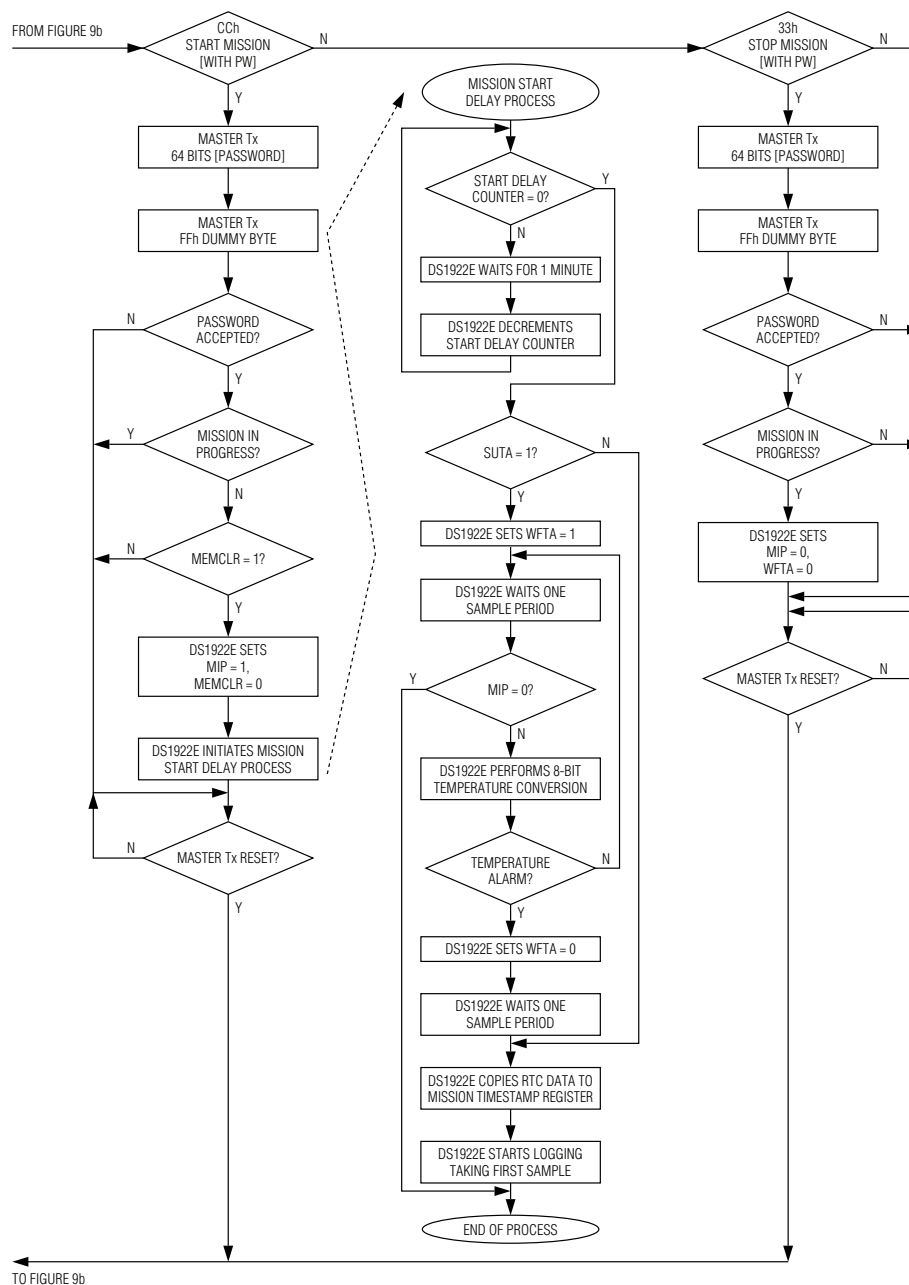 FROM FIGURE 9b
CCh
START MISSION
[WITH PW]
N
Y
MASTER Tx
64 BITS [PASSWORD]
MASTER Tx
FFh DUMMY BYTE
N
PASSWORD
ACCEPTED?
Y
Y
MISSION IN
PROGRESS?
N
N
MEMCLR = 1?
Y
DS1922E SETS
MIP = 1,
MEMCLR = 0
DS1922E INITIATES MISSION
START DELAY PROCESS
N
MASTER Tx RESET?
Y
MISSION START
DELAY PROCESS
START DELAY
COUNTER = 0?
Y
N
DS1922E WAITS FOR 1 MINUTE
DS1922E DECREMENTS
START DELAY COUNTER
SUTA = 1?
N
Y
DS1922E SETS WFTA = 1
DS1922E WAITS ONE
SAMPLE PERIOD
Y
MIP = 0?
N
DS1922E PERFORMS 8-BIT
TEMPERATURE CONVERSION
TEMPERATURE
ALARM?
N
Y
DS1922E SETS WFTA = 0
DS1922E WAITS ONE
SAMPLE PERIOD
DS1922E COPIES RTC DATA TO
MISSION TIMESTAMP REGISTER
DS1922E STARTS LOGGING
TAKING FIRST SAMPLE
END OF PROCESS
33h
STOP MISSION
[WITH PW]
N
Y
MASTER Tx
64 BITS [PASSWORD]
MASTER Tx
FFh DUMMY BYTE
PASSWORD
ACCEPTED?
N
Y
MISSION IN
PROGRESS?
N
Y
DS1922E SETS
MIP = 0,
WFTA = 0
MASTER Tx RESET?
N
Y
TO FIGURE 9b